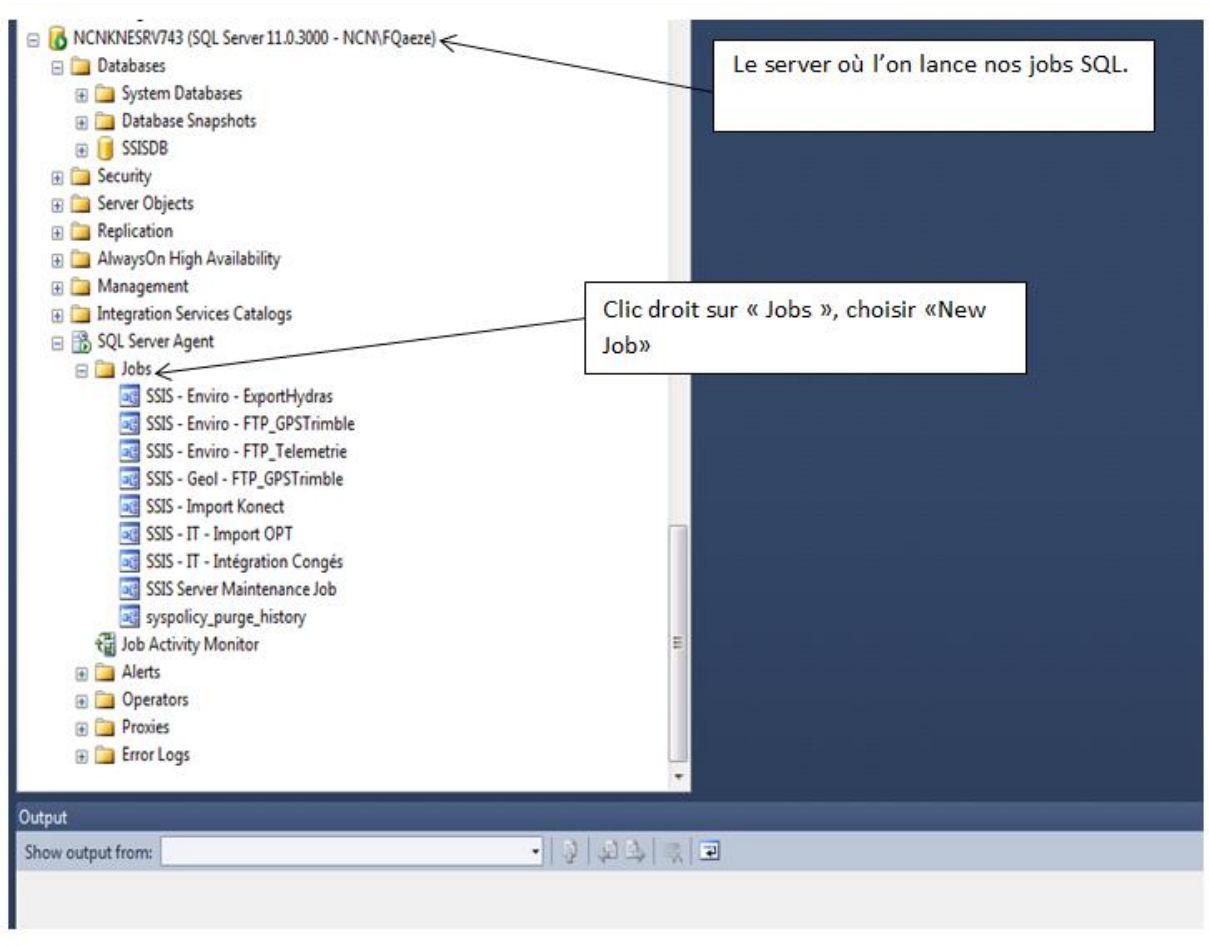 NCNKNESRV743 (SQL Server 11.0.3000 - NCN\FQaeze)
Le server où l’on lance nos jobs SQL.
Databases
System Databases
Database Snapshots
SSISDB
Security
Server Objects
Replication
AlwaysOn High Availability
Management
Integration Services Catalogs
Clic droit sur « Jobs », choisir «New
Job»
SQL Server Agent
Jobs
SSIS - Enviro - ExportHydras
SSIS - Enviro - FTP_GPSTrimble
SSIS - Enviro - FTP_Telemetrie
SSIS - Geol - FTP_GPSTrimble
SSIS - Import Konect
SSIS - IT - Import OPT
SSIS - IT - Intégration Congés
SSIS Server Maintenance Job
syspolicy_purge_history
Job Activity Monitor
Alerts
Operators
Proxies
Error Logs
Output
Show output from: